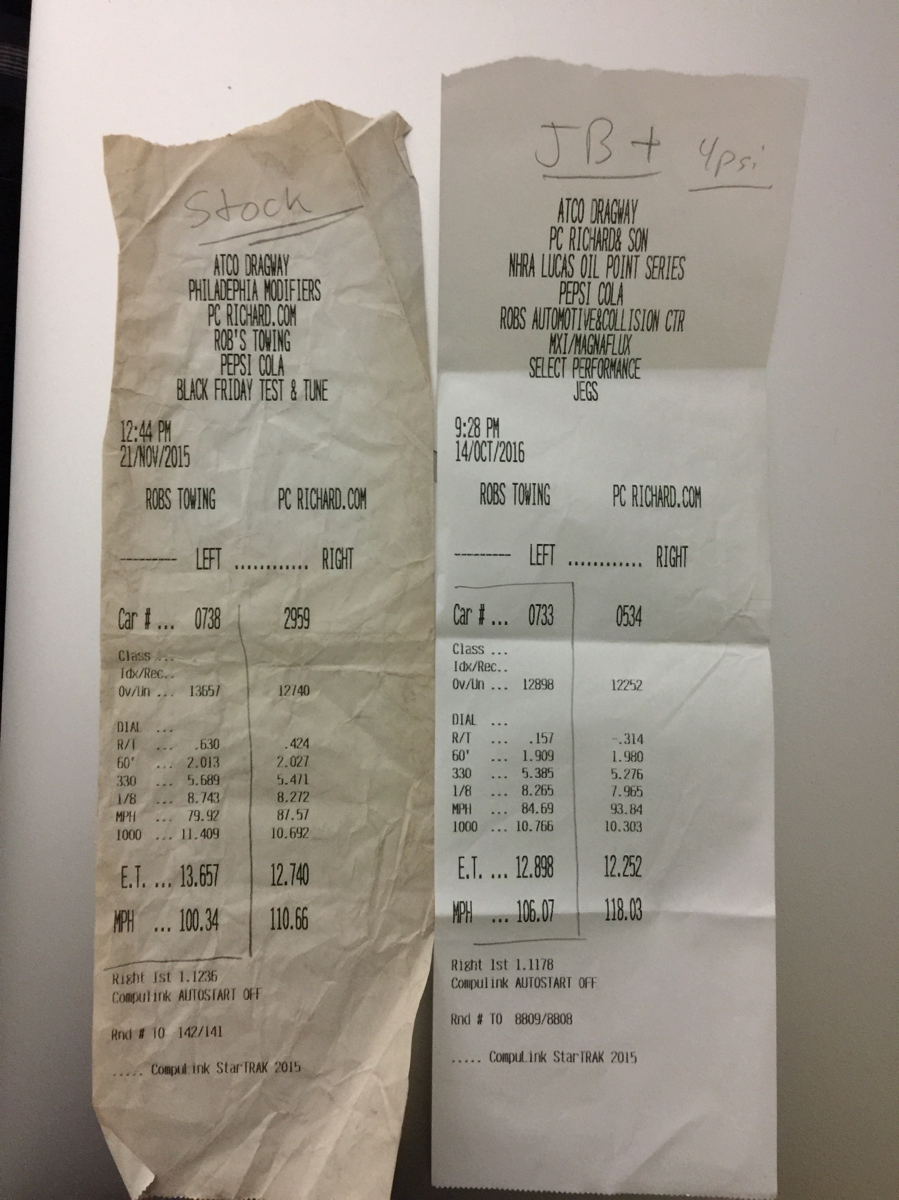 Stock
ATCO DRAGWAY
PHILADEPHIA MODIFIERS
PC RICHARD.COM
ROB'S TOWING
PEPSI COLA
BLACK FRIDAY TEST & TUNE
12:44 PM
21/NOV/2015
ROBS TOWING PC RICHARD.COM
--------- LEFT ............ RIGHT
Car # ... 0738 2959
Class ...
Idx/Rec..
Ov/Un ... 13657 12740
DIAL ...
R/T ... .630 .424
60' ... 2.013 2.027
330 ... 5.689 5.471
1/8 ... 8.743 8.272
MPH ... 79.92 87.57
1000 ... 11.409 10.692
E.T. ... 13.657 12.740
MPH ... 100.34 110.66
Right 1st 1.1236
CompuLink AUTOSTART OFF
Rnd # TO 142/141
..... CompuLink StarTRAK 2015
JB+ 4psi
ATCO DRAGWAY
PC RICHARD& SON
NHRA LUCAS OIL POINT SERIES
PEPSI COLA
ROBS AUTOMOTIVE&COLLISION CTR
MXI/MAGNAFLUX
SELECT PERFORMANCE
JEGS
9:28 PM
14/OCT/2016
ROBS TOWING PC RICHARD.COM
--------- LEFT ............ RIGHT
Car # ... 0733 0534
Class ...
Idx/Rec..
Ov/Un ... 12898 12252
DIAL ...
R/T ... .157 -.314
60' ... 1.909 1.980
330 ... 5.385 5.276
1/8 ... 8.265 7.965
MPH ... 84.69 93.84
1000 ... 10.766 10.303
E.T. ... 12.898 12.252
MPH ... 106.07 118.03
Right 1st 1.1178
CompuLink AUTOSTART OFF
Rnd # TO 8809/8808
..... CompuLink StarTRAK 2015